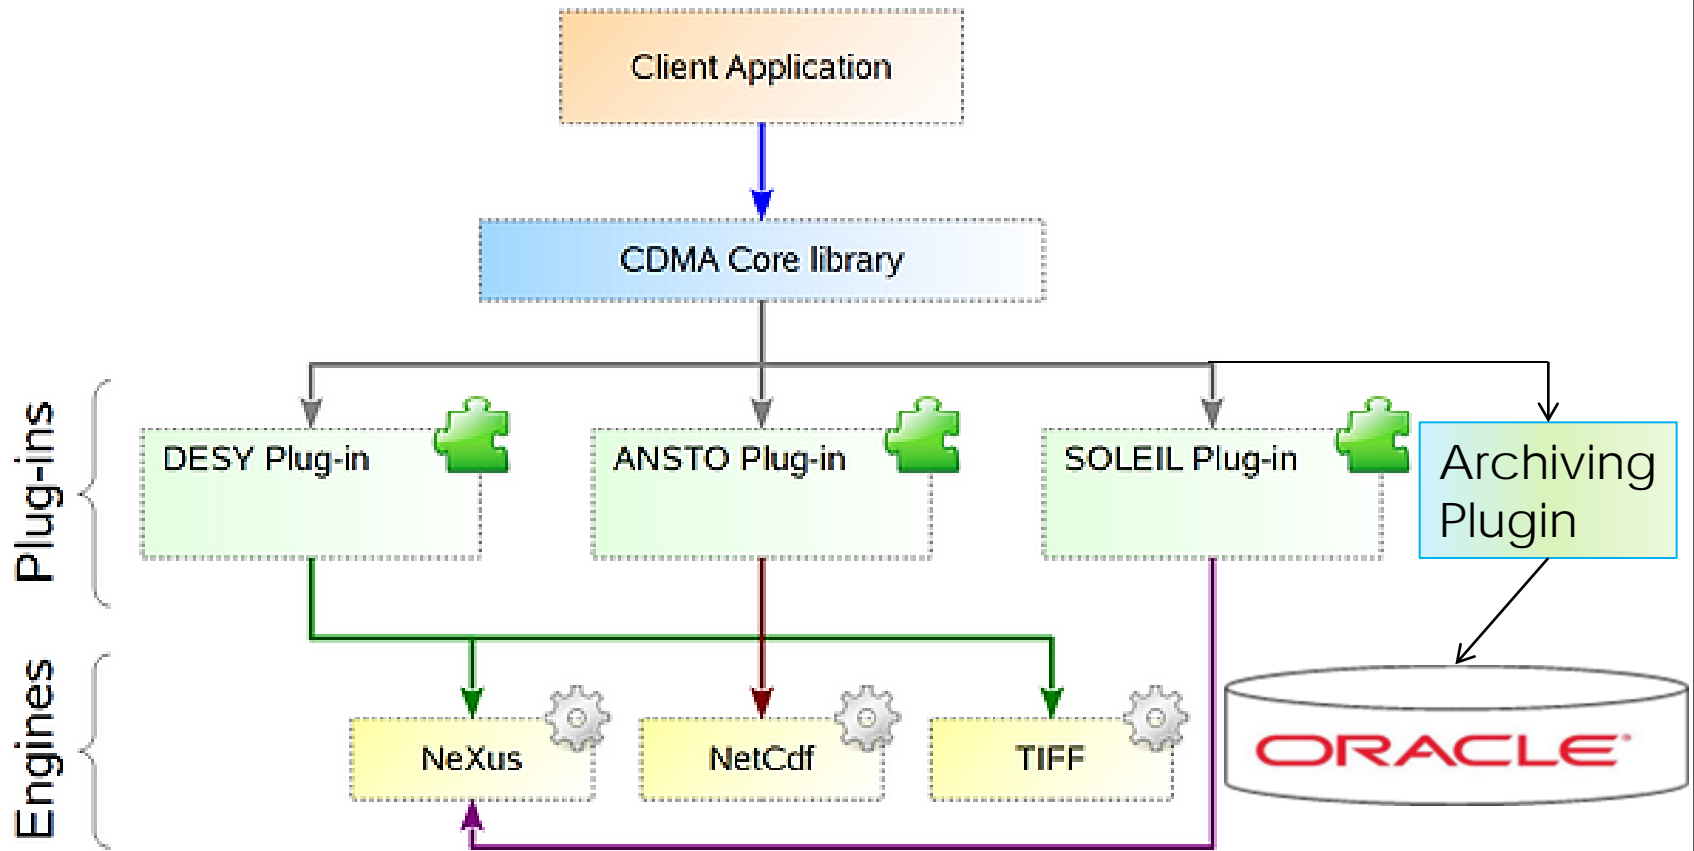 Client Application
CDMA Core library
Plug-ins
DESY Plug-in
ANSTO Plug-in
SOLEIL Plug-in
Archiving
Plugin
Engines
NeXus
NetCdf
TIFF
ORACLE